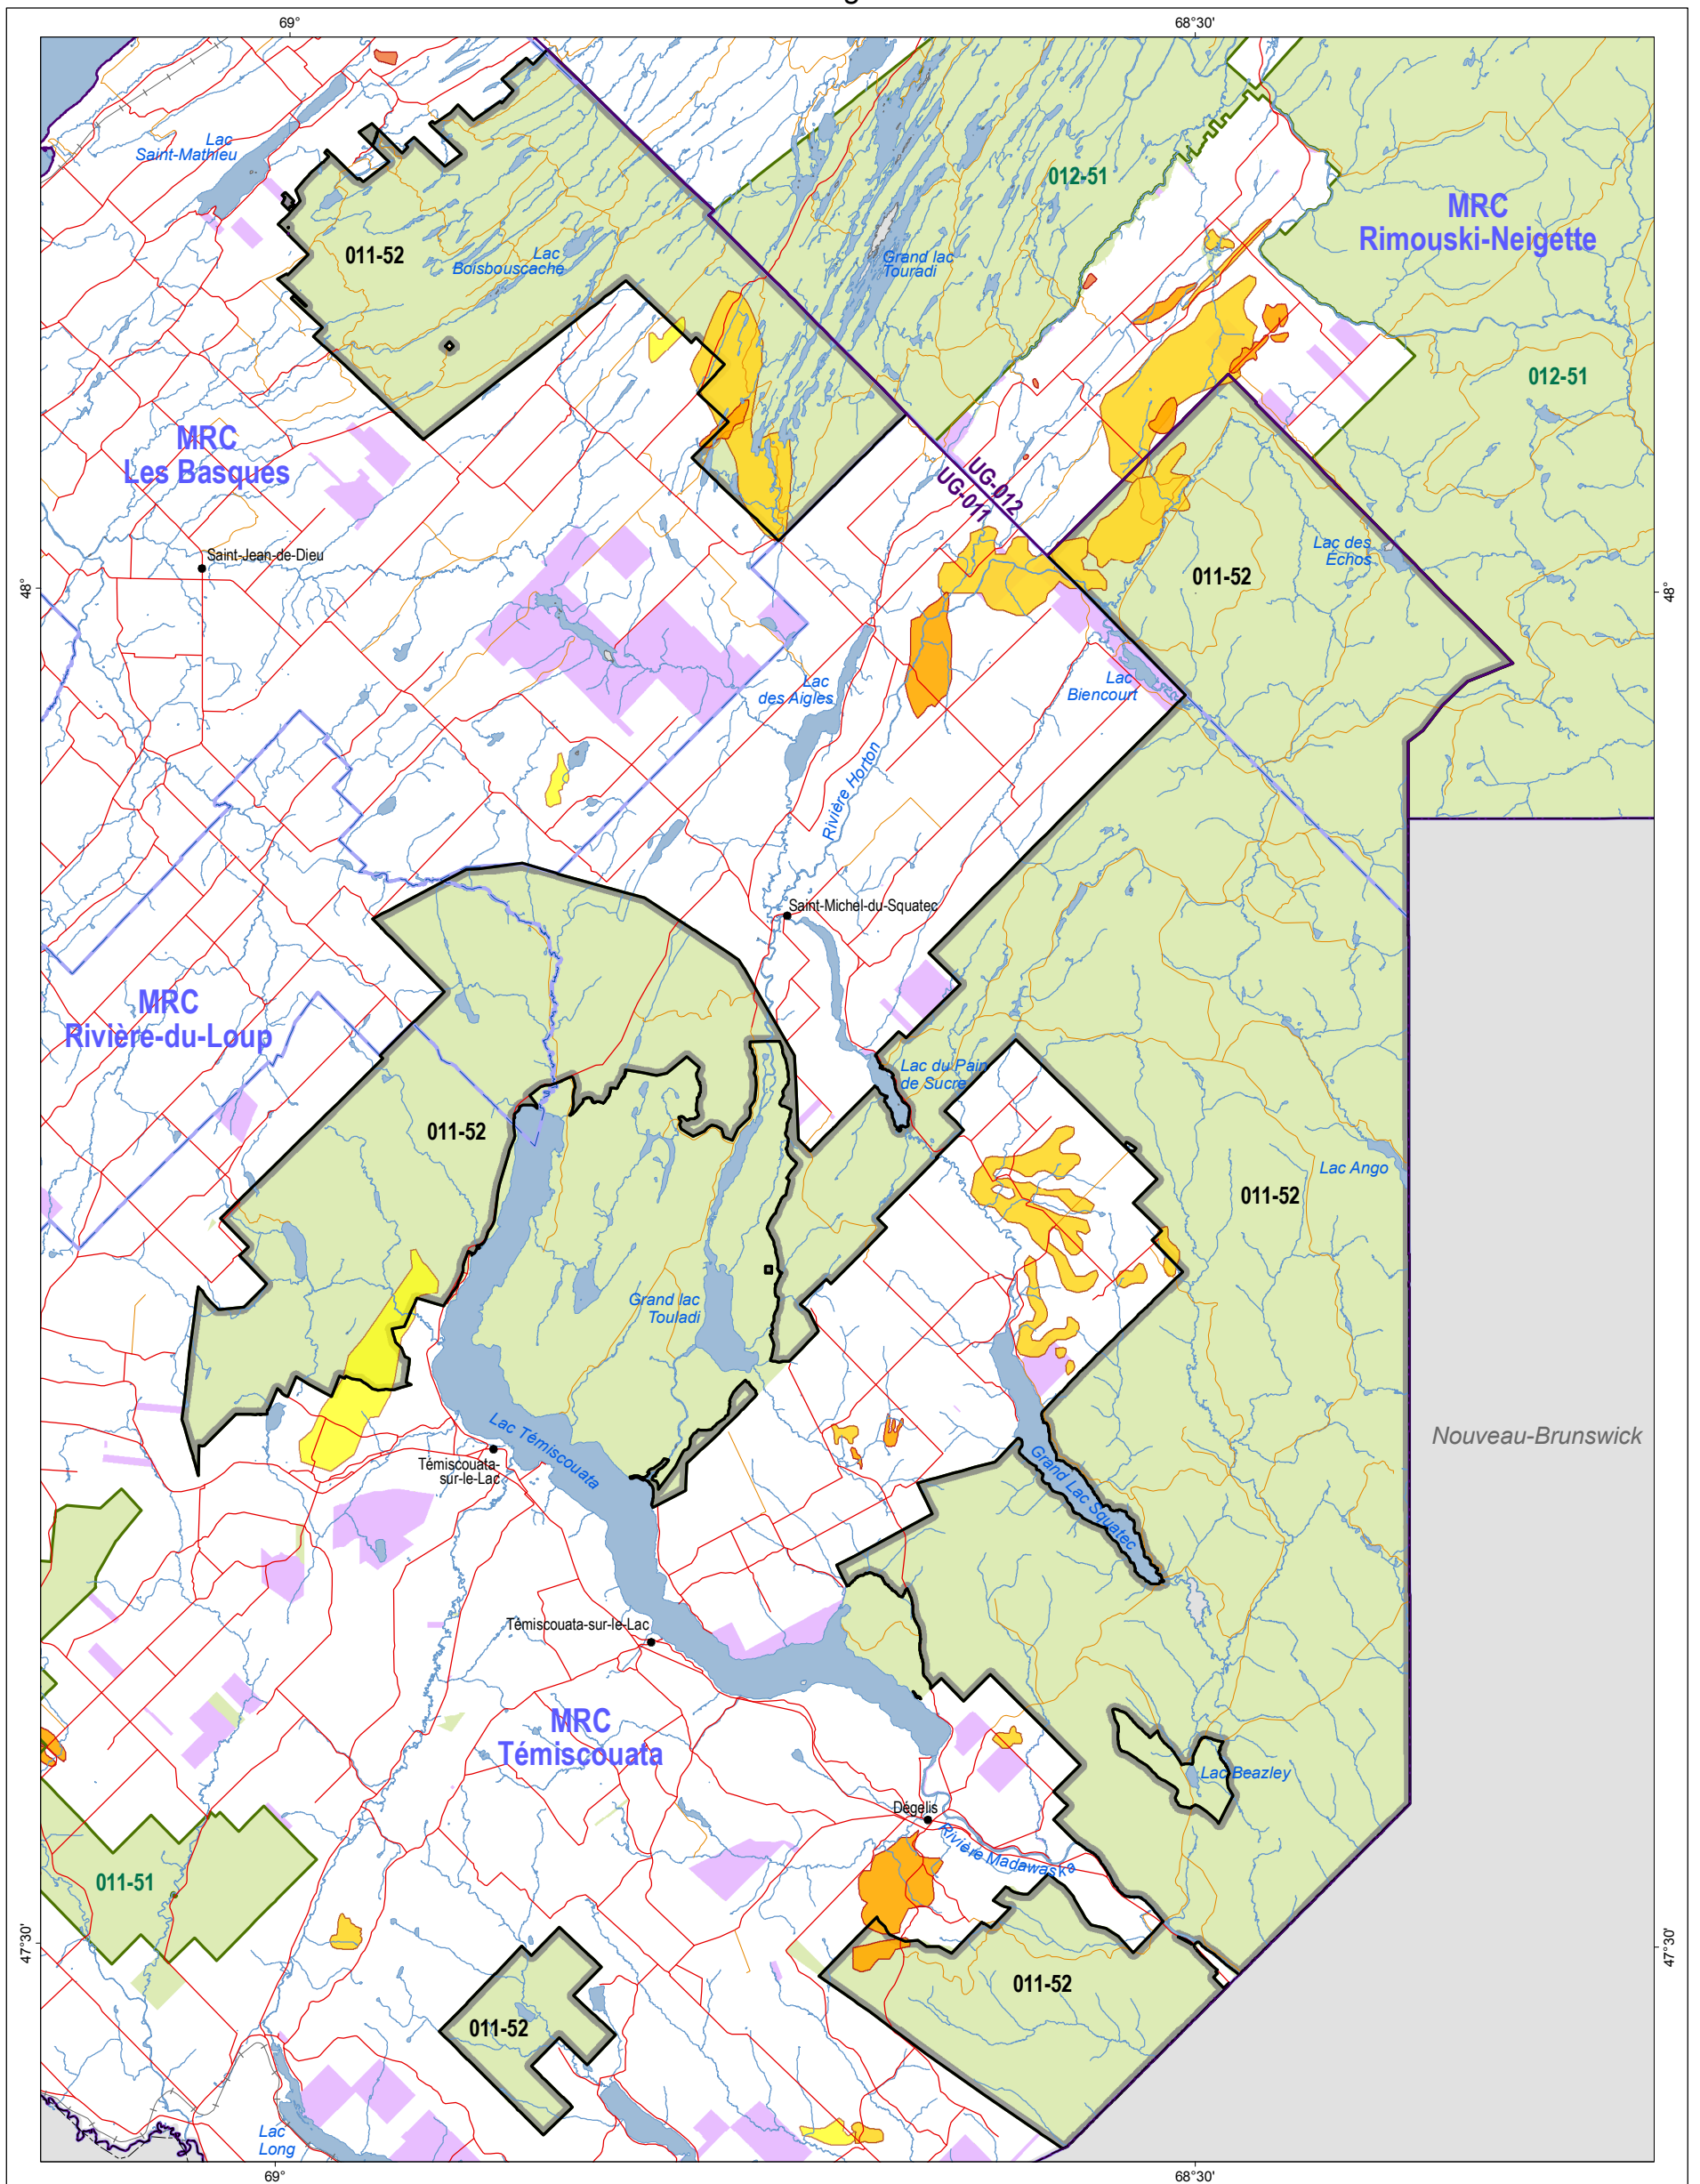 69°
68°30'
Lac
Saint-Mathieu
012-51
MRC
Rimouski-Neigette
011-52
Lac
Boisbouscache
Grand lac
Touradi
012-51
MRC
Les Basques
UG-012
UG-011
Saint-Jean-de-Dieu
Lac des
Échos
011-52
48°
48°
Lac
des Aigles
Lac
Biencourt
Rivière Horton
Saint-Michel-du-Squatec
MRC
Rivière-du-Loup
Lac du Pain
de Sucre
011-52
Lac Ango
011-52
Grand lac
Touladi
Lac Témiscouata
Nouveau-Brunswick
Témiscouata-
sur-le-Lac
Grand Lac Squatec
Témiscouata-sur-le-Lac
MRC
Témiscouata
Lac Beazley
Dégelis
Rivière Madawaska
011-51
47°30'
47°30'
011-52
011-52
Lac
Long
69°
68°30'